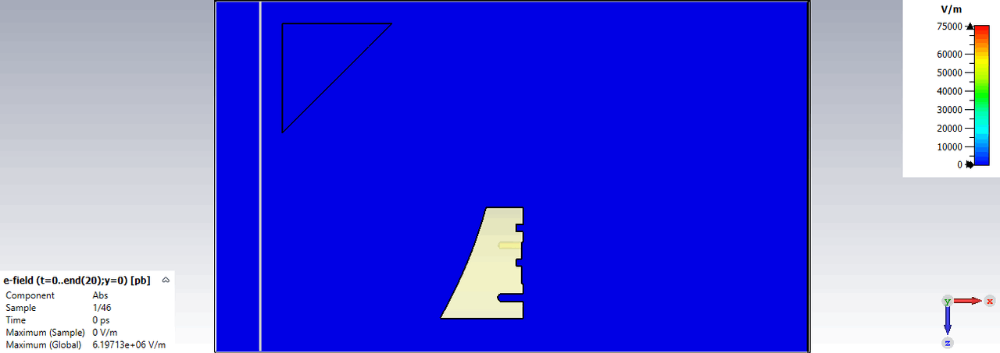 V/m
75000
60000
50000
40000
30000
20000
10000
0
e-field (t=0..end(20);y=0) [pb]
Component Abs
Sample 1/46
Time 0 ps
Maximum (Sample) 0 V/m
Maximum (Global) 6.19713e+06 V/m
y x
z